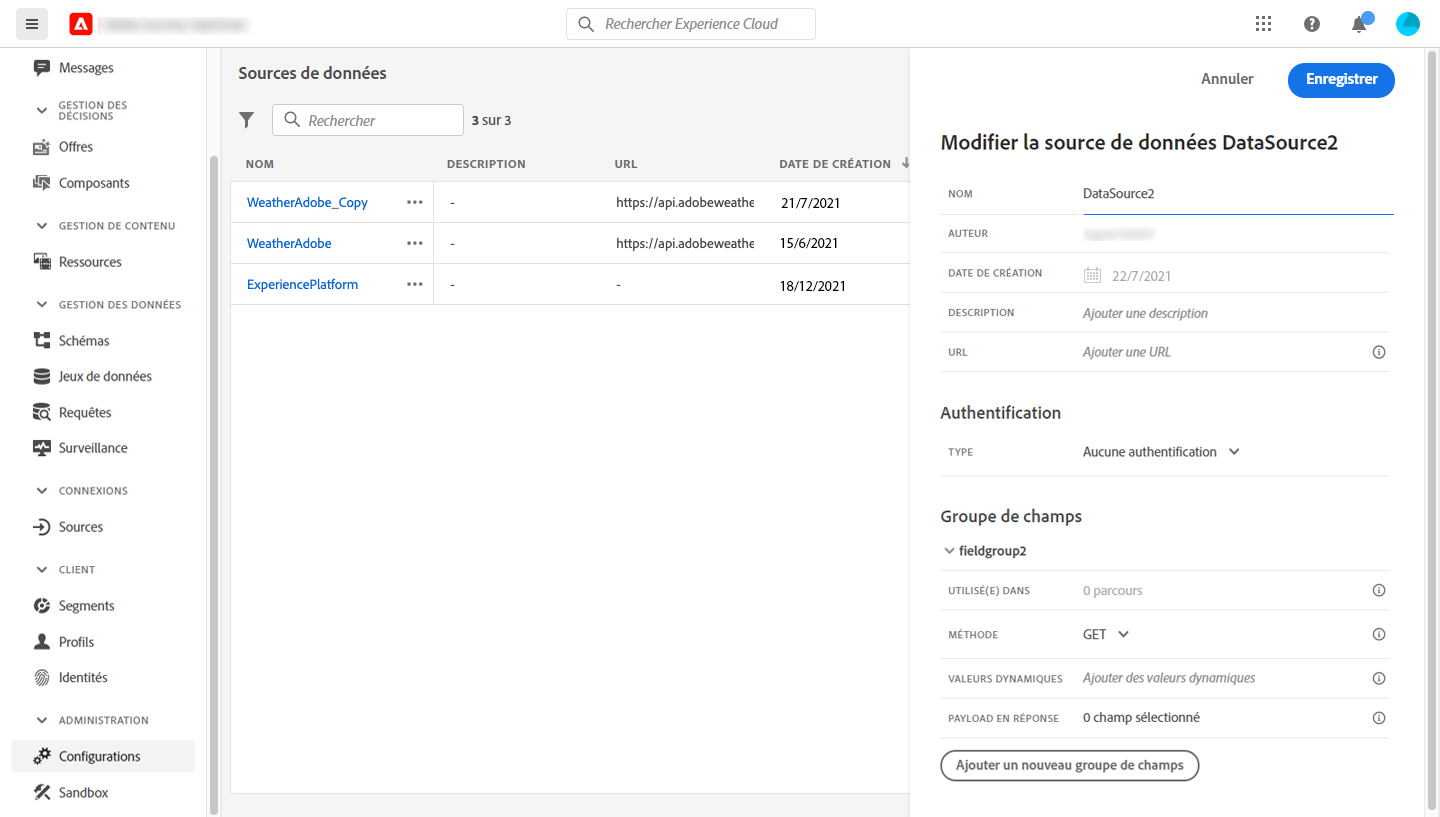 Rechercher Experience Cloud
Messages
GESTION DES
DÉCISIONS
Offres
Composants
GESTION DE CONTENU
Ressources
GESTION DES DONNÉES
Schémas
Jeux de données
Requêtes
Surveillance
CONNEXIONS
Sources
CLIENT
Segments
Profils
Identités
ADMINISTRATION
Configurations
Sandbox
Sources de données
Rechercher
3 sur 3
NOM DESCRIPTION URL DATE DE CRÉATION
WeatherAdobe_Copy - https://api.adobeweathe 21/7/2021
WeatherAdobe - https://api.adobeweathe 15/6/2021
ExperiencePlatform - - 18/12/2021
Annuler
Enregistrer
Modifier la source de données DataSource2
NOM DataSource2
AUTEUR
DATE DE CRÉATION 22/7/2021
DESCRIPTION Ajouter une description
URL Ajouter une URL
Authentification
TYPE Aucune authentification
Groupe de champs
fieldgroup2
UTILISÉ(E) DANS 0 parcours
MÉTHODE GET
VALEURS DYNAMIQUES Ajouter des valeurs dynamiques
PAYLOAD EN RÉPONSE 0 champ sélectionné
Ajouter un nouveau groupe de champs